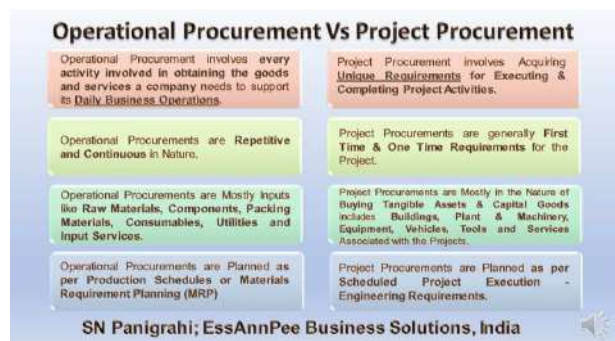 Operational Procurement Vs Project Procurement
Operational Procurement involves every
activity involved in obtaining the goods
and services a company needs to support
its Daily Business Operations.
Project Procurement involves Acquiring
Unique Requirements for Executing &
Completing Project Activities.
Operational Procurements are Repetitive
and Continuous in Nature.
Project Procurements are generally First
Time & One Time Requirements for the
Project.
Operational Procurements are Mostly Inputs
like Raw Materials, Components, Packing
Materials, Consumables, Utilities and
Input Services.
Project Procurements are Mostly in the Nature of
Buying Tangible Assets & Capital Goods
includes Buildings, Plant & Machinery,
Equipment, Vehicles, Tools and Services
Associated with the Projects.
Operational Procurements are Planned as
per Production Schedules or Materials
Requirement Planning (MRP)
Project Procurements are Planned as per
Scheduled Project Execution -
Engineering Requirements.
SN Panigrahi; EssAnnPee Business Solutions, India